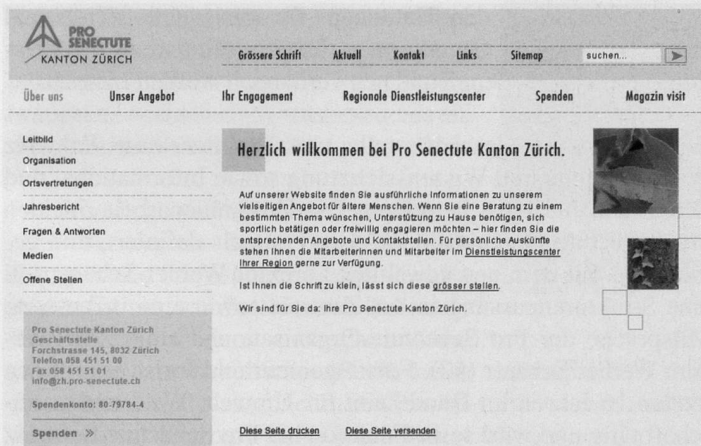 PRO
SENECTUTE
KANTON ZÜRICH
Grössere Schrift Aktuell Kontakt Links Sitemap suchen...
Über uns Unser Angebot Ihr Engagement Regionale Dienstleistungscenter Spenden Magazin visit
Leitbild
Organisation
Ortsvertretungen
Jahresbericht
Fragen & Antworten
Medien
Offene Stellen
Herzlich willkommen bei Pro Senectute Kanton Zürich.
Auf unserer Website finden Sie ausführliche Informationen zu unserem
vielseitigen Angebot für ältere Menschen. Wenn Sie eine Beratung zu einem
bestimmten Thema wünschen, Unterstützung zu Hause benötigen, sich
sportlich betätigen oder freiwillig engagieren möchten – hier finden Sie die
entsprechenden Angebote und Kontaktstellen. Für persönliche Auskünfte
stehen Ihnen die Mitarbeiterinnen und Mitarbeiter im Dienstleistungscenter
Ihrer Region gerne zur Verfügung.
Ist Ihnen die Schrift zu klein, lässt sich diese grösser stellen.
Wir sind für Sie da: Ihre Pro Senectute Kanton Zürich.
Pro Senectute Kanton Zürich
Geschäftsstelle
Forchstrasse 145, 8032 Zürich
Telefon 058 451 51 00
Fax 058 451 51 01
info@zh.pro-senectute.ch
Spendenkonto: 80-79784-4
Spenden »
Diese Seite drucken Diese Seite versenden